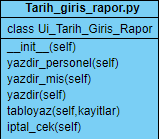 Tarih_giris_rapor.py
class Ui_Tarih_Giris_Rapor
__init__(self)
yazdir_personel(self)
yazdir_mis(self)
yazdir(self)
tabloyaz(self,kayitlar)
iptal_cek(self)